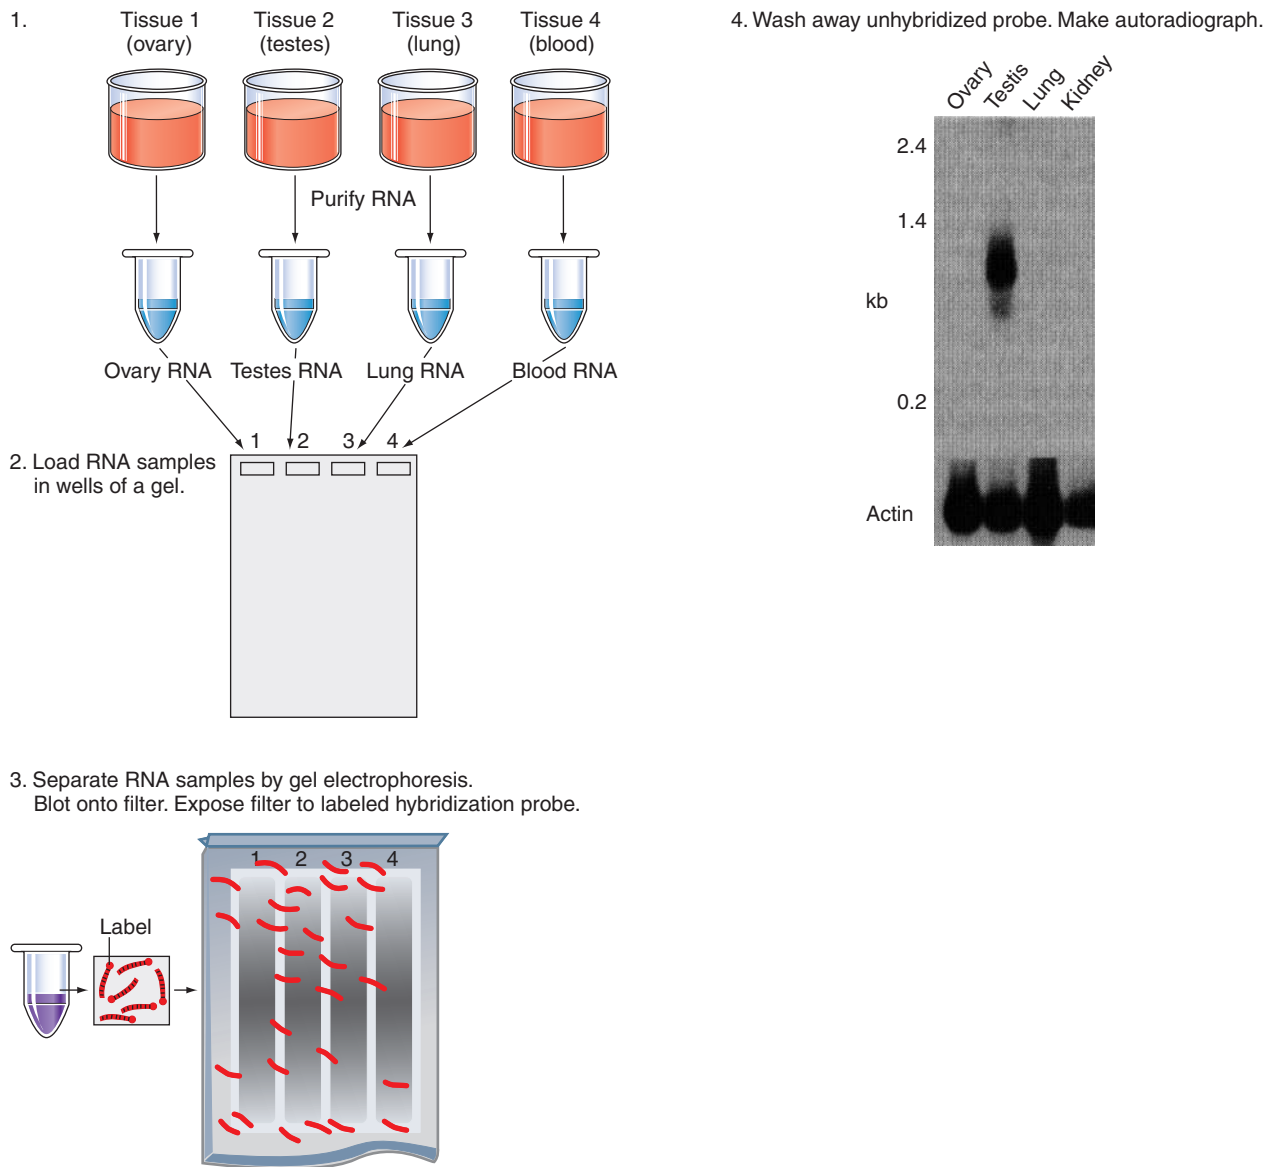 1.
Tissue 1 Tissue 2 Tissue 3 Tissue 4
(ovary) (testes) (lung) (blood)
Purify RNA
Ovary RNA Testes RNA Lung RNA Blood RNA
1 2 3 4
2. Load RNA samples
in wells of a gel.
3. Separate RNA samples by gel electrophoresis.
Blot onto filter. Expose filter to labeled hybridization probe.
1 2 3 4
Label
4. Wash away unhybridized probe. Make autoradiograph.
Ovary Testis Lung Kidney
2.4
1.4
kb
0.2
Actin